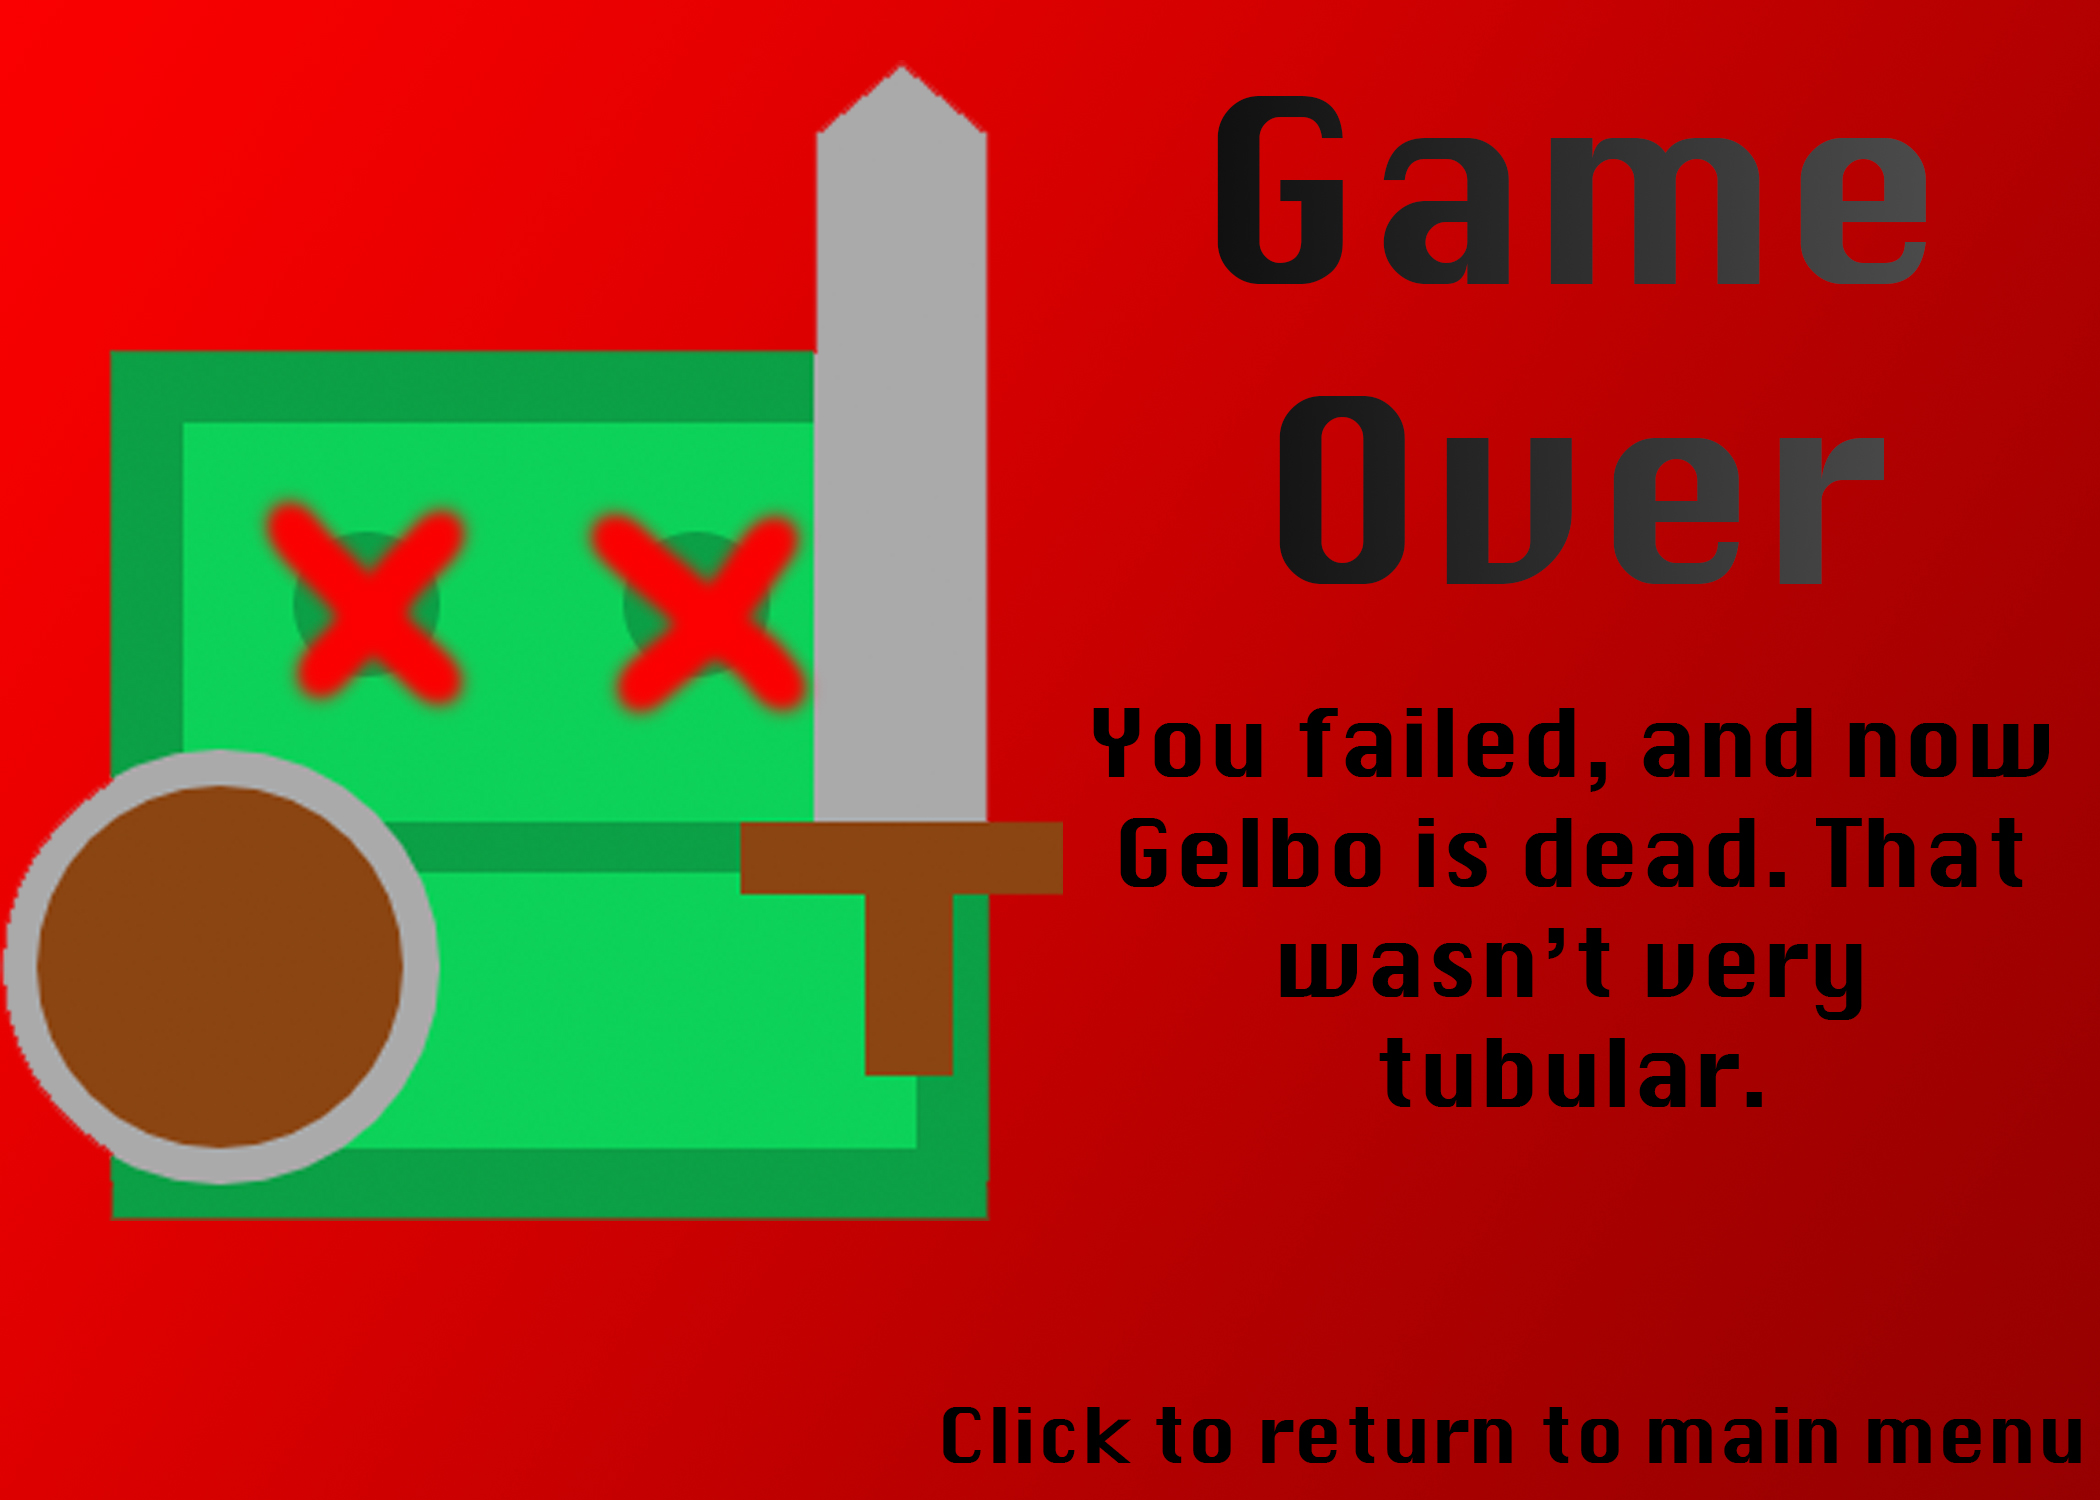 Game
Over
You failed, and now
Gelbo is dead. That
wasn’t very
tubular.
Click to return to main menu